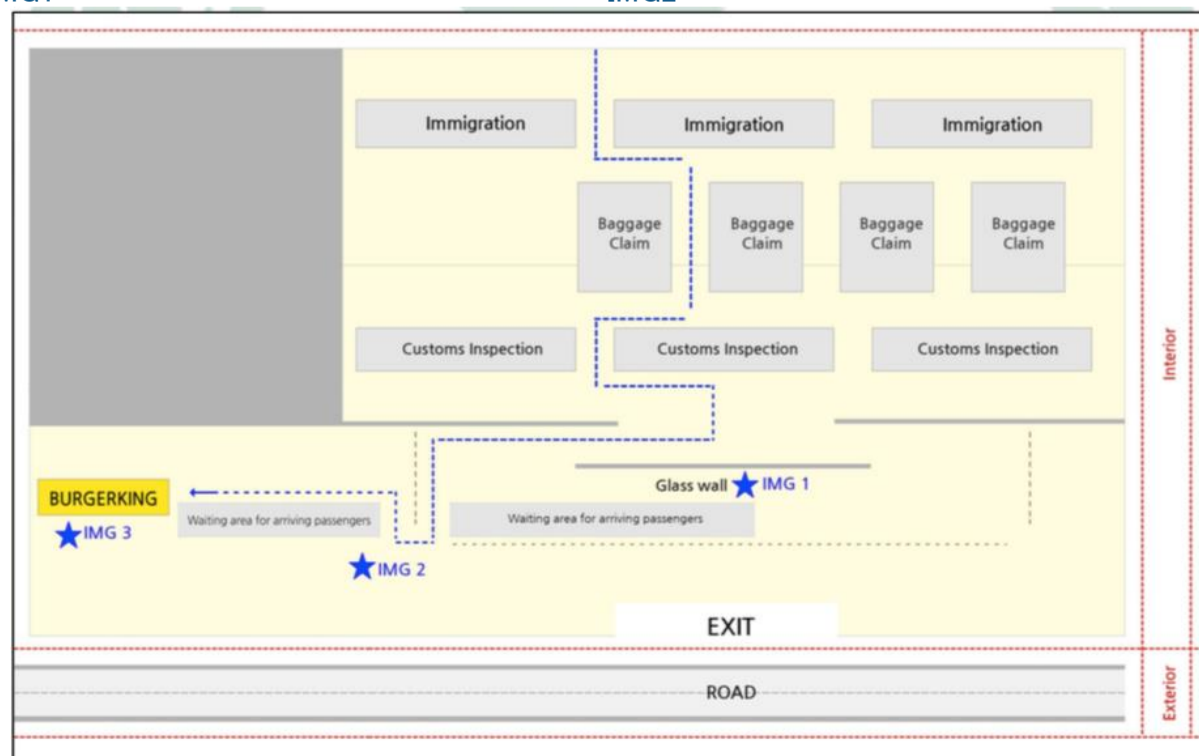 Immigration
Immigration
Immigration
Baggage
Claim
Baggage
Claim
Baggage
Claim
Baggage
Claim
Customs Inspection
Customs Inspection
Customs Inspection
Glass wall
IMG 1
BURGERKING
Waiting area for arriving passengers
Waiting area for arriving passengers
IMG 3
IMG 2
EXIT
ROAD
Interior
Exterior